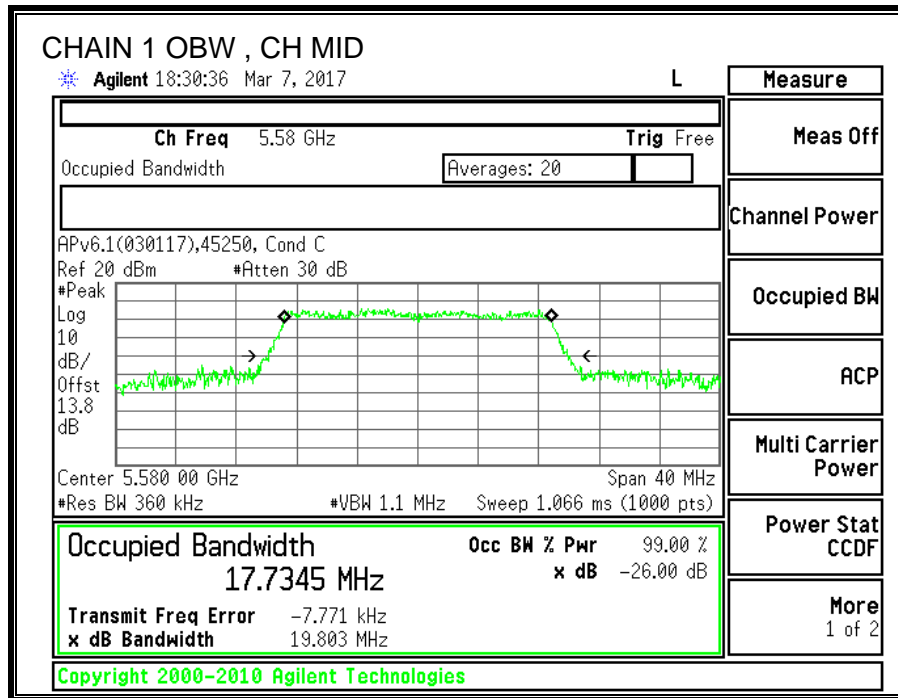 CHAIN 1 OBW , CH MID
Agilent 18:30:36 Mar 7, 2017 L Measure
Ch Freq 5.58 GHz Trig Free Meas Off
Occupied Bandwidth Averages: 20
Channel Power
APv6.1(030117),45250, Cond C
Ref 20 dBm #Atten 30 dB
#Peak
Log
10
dB/
Offst
13.8
dB
Occupied BW
ACP
Multi Carrier
Power
Center 5.580 00 GHz Span 40 MHz
#Res BW 360 kHz #VBW 1.1 MHz Sweep 1.066 ms (1000 pts)
Power Stat
CCDF
Occupied Bandwidth Occ BW % Pwr 99.00 %
17.7345 MHz x dB -26.00 dB
Transmit Freq Error -7.771 kHz
x dB Bandwidth 19.803 MHz
More
1 of 2
Copyright 2000-2010 Agilent Technologies